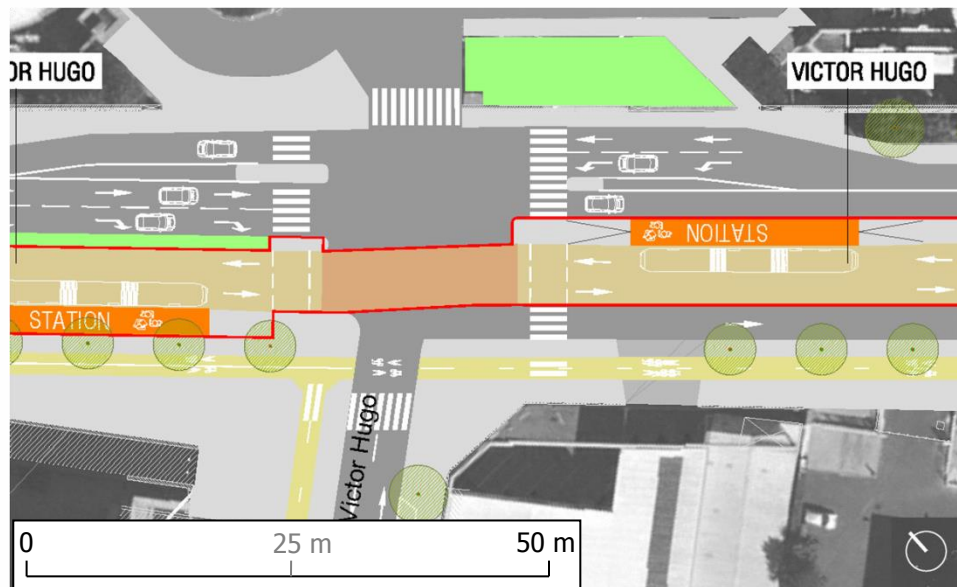 OR HUGO
VICTOR HUGO
STATION
STATION
Victor Hugo
0
25 m
50 m